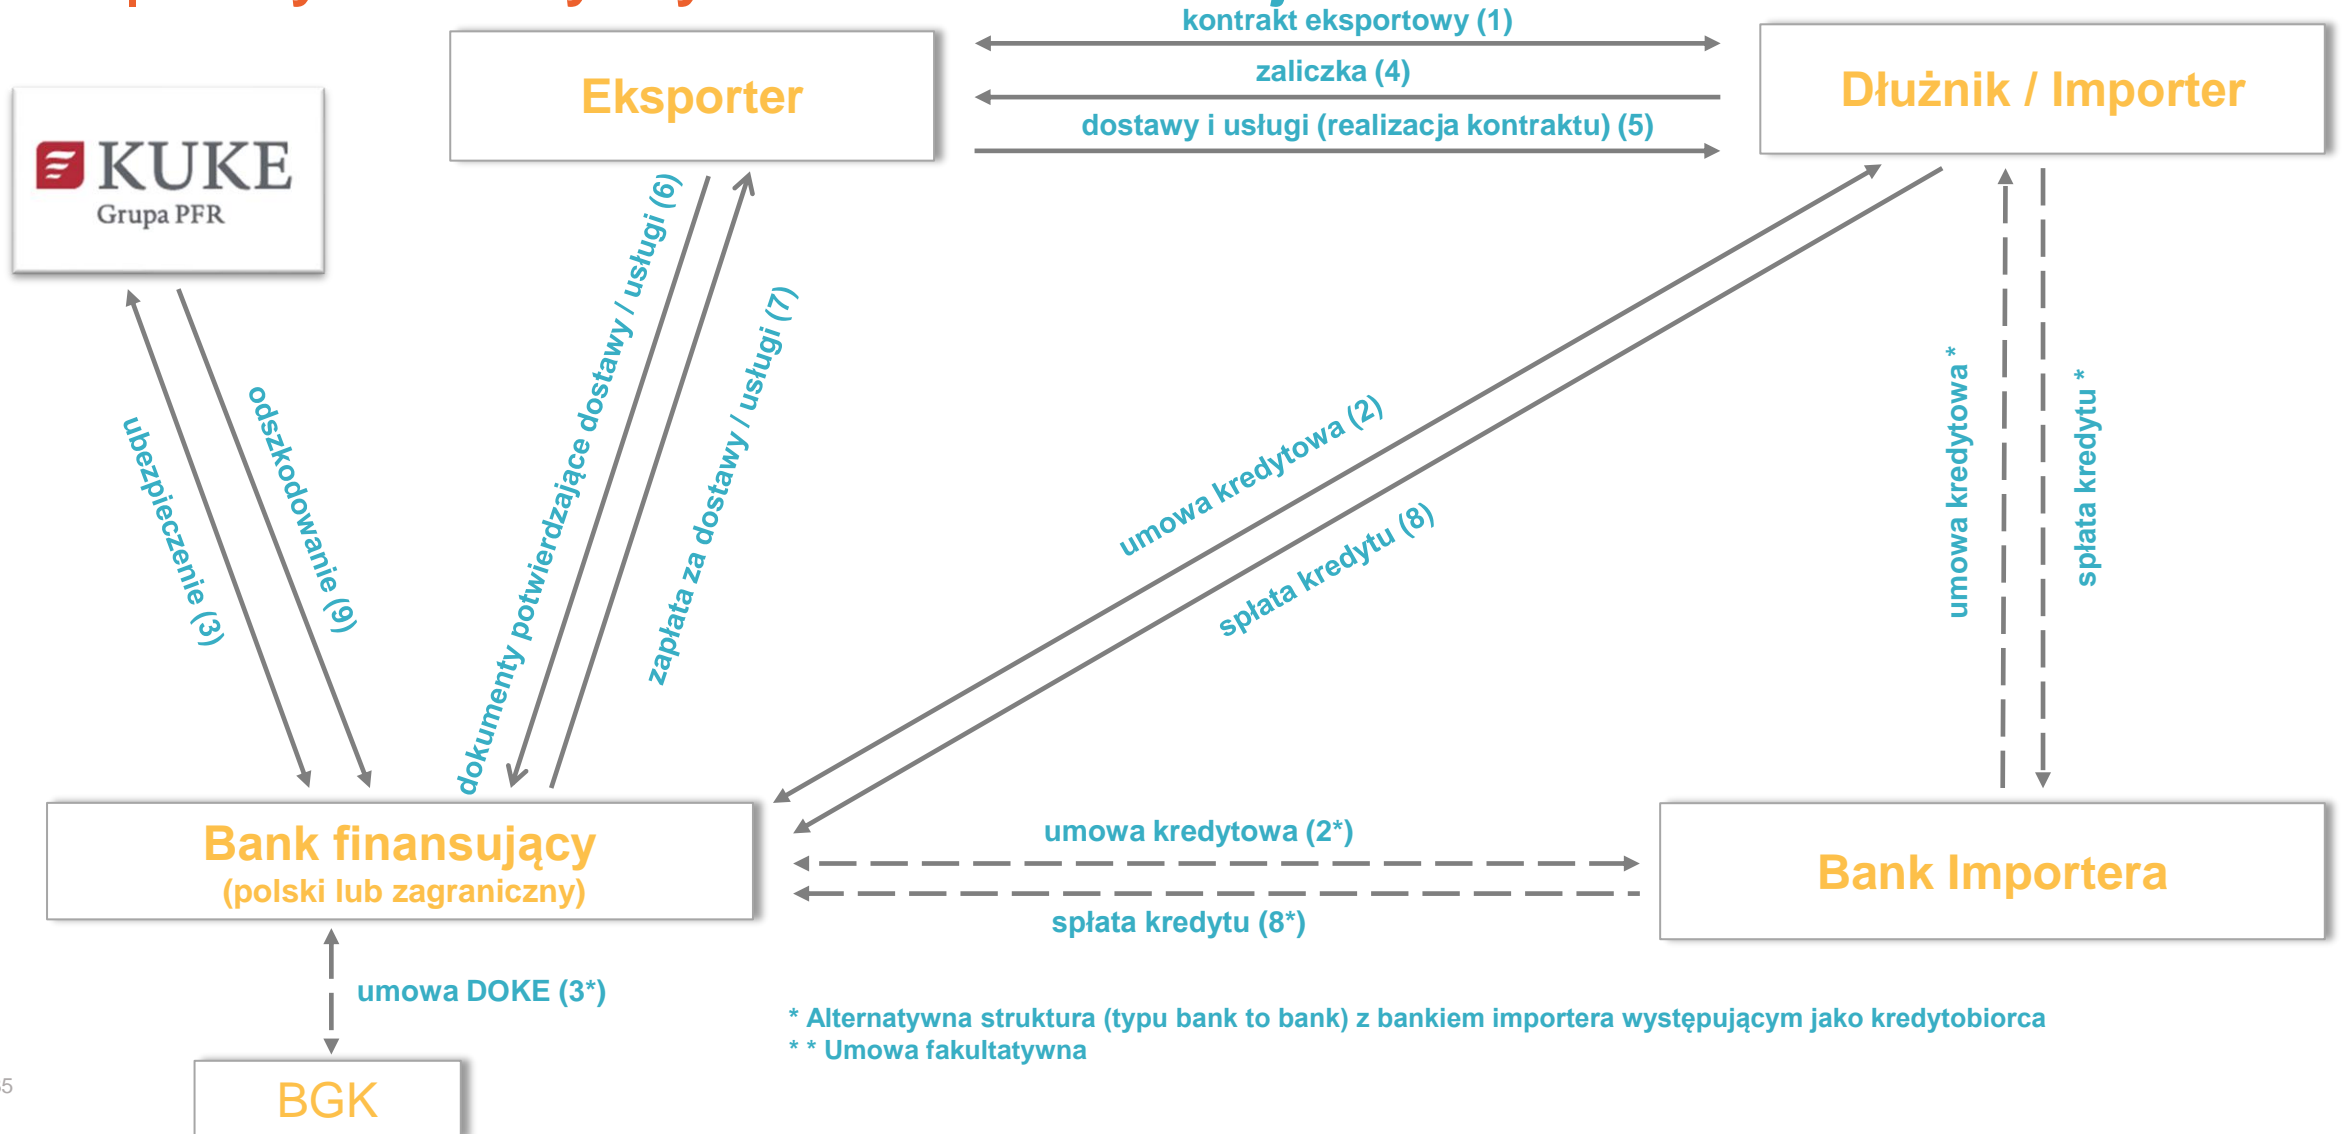 kontrakt eksportowy (1)
Eksporter
zaliczka (4)
Dłużnik / Importer
dostawy i usługi (realizacja kontraktu) (5)
KUKE
Grupa PFR
dokumenty potwierdzające dostawy / usługi (6)
zapłata za dostawy / usługi (7)
ubezpieczenie (3)
odszkodowanie (9)
umowa kredytowa (2)
spłata kredytu (8)
umowa kredytowa *
spłata kredytu *
Bank finansujący
(polski lub zagraniczny)
umowa kredytowa (2*)
spłata kredytu (8*)
Bank Importera
umowa DOKE (3*)
* Alternatywna struktura (typu bank to bank) z bankiem importera występującym jako kredytobiorca
* * Umowa fakultatywna
BGK